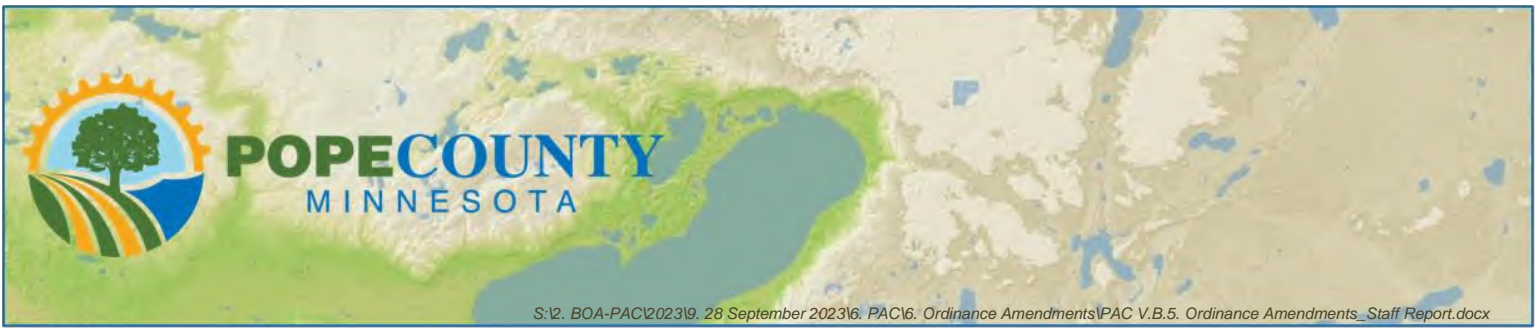 POPECOUNTY
MINNESOTA
S:\2. BOA-PAC\2023\9. 28 September 2023\6. PAC\6. Ordinance Amendments\PAC V.B.5. Ordinance Amendments_Staff Report.docx